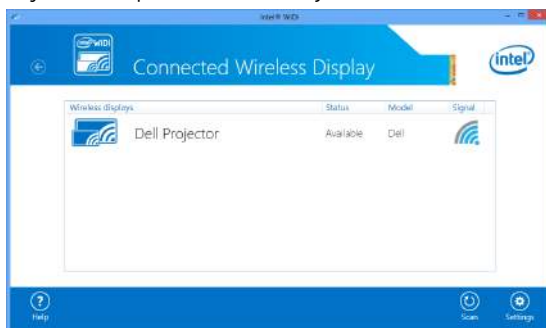 Intel® WiDi
WiDi
Connected Wireless Display
intel
Wireless displays Status Model Signal
Dell Projector Available Dell
Help Scan Settings